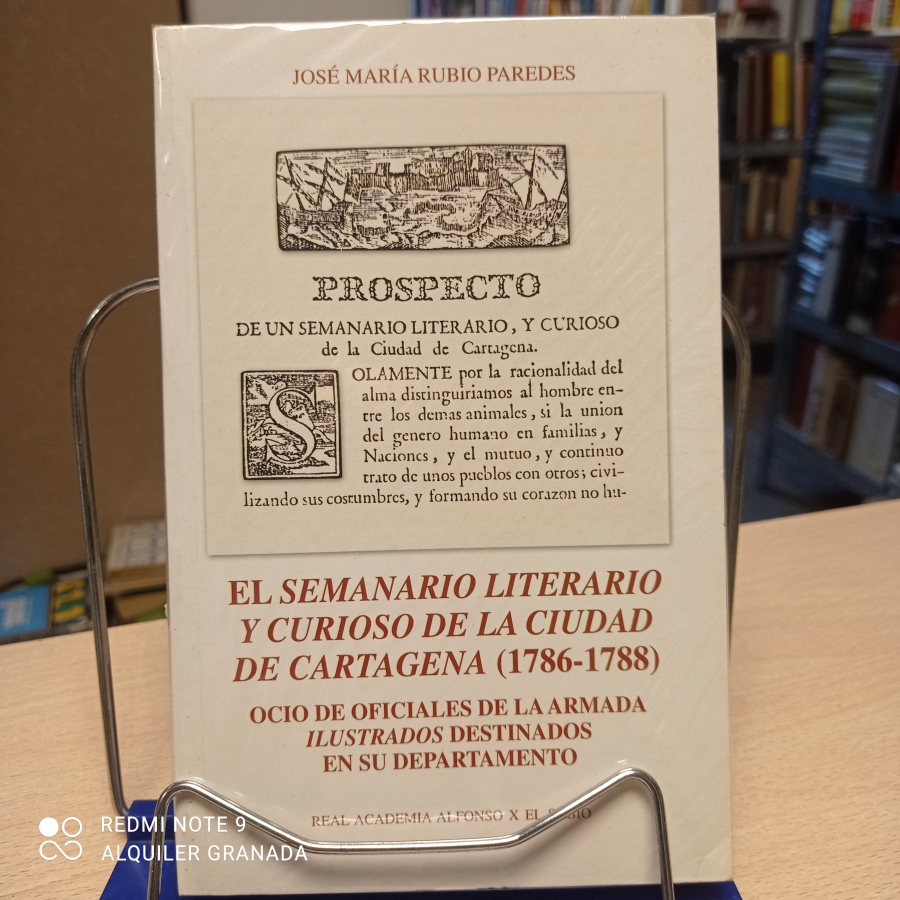 JOSÉ MARÍA RUBIO PAREDES
PROSPECTO
DE UN SEMANARIO LITERARIO, Y CURIOSO
de la Ciudad de Cartagena.
SOLAMENTE por la racionalidad del
alma distinguiriamos al hombre en-
tre los demas animales, si la union
del genero humano en familias, y
Naciones, y el mutuo, y continuo
trato de unos pueblos con otros; civi-
lizando sus costumbres, y formando su corazon no hu-
EL SEMANARIO LITERARIO
Y CURIOSO DE LA CIUDAD
DE CARTAGENA (1786-1788)
OCIO DE OFICIALES DE LA ARMADA
ILUSTRADOS DESTINADOS
EN SU DEPARTAMENTO
REAL ACADEMIA ALFONSO X EL SABIO
REDMI NOTE 9
ALQUILER GRANADA